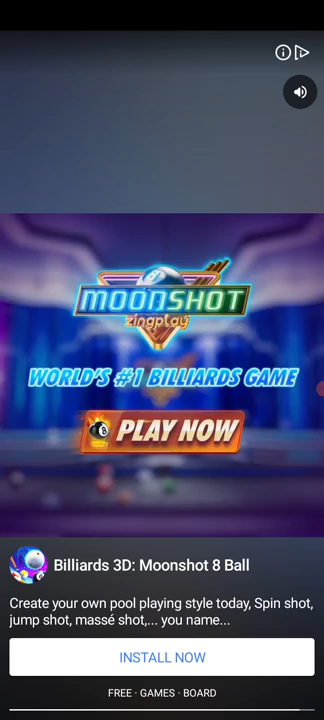 MOONSHOT
zingplay
WORLD'S #1 BILLIARDS GAME
PLAY NOW
Billiards 3D: Moonshot 8 Ball
Create your own pool playing style today, Spin shot,
jump shot, massé shot,... you name...
INSTALL NOW
FREE · GAMES · BOARD